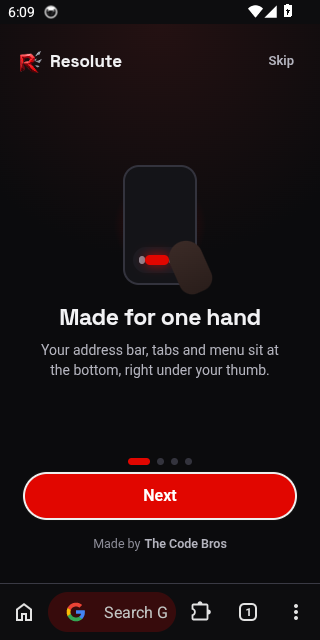 6:09
Resolute
Skip
Made for one hand
Your address bar, tabs and menu sit at
the bottom, right under your thumb.
Next
Made by The Code Bros
Search G
1